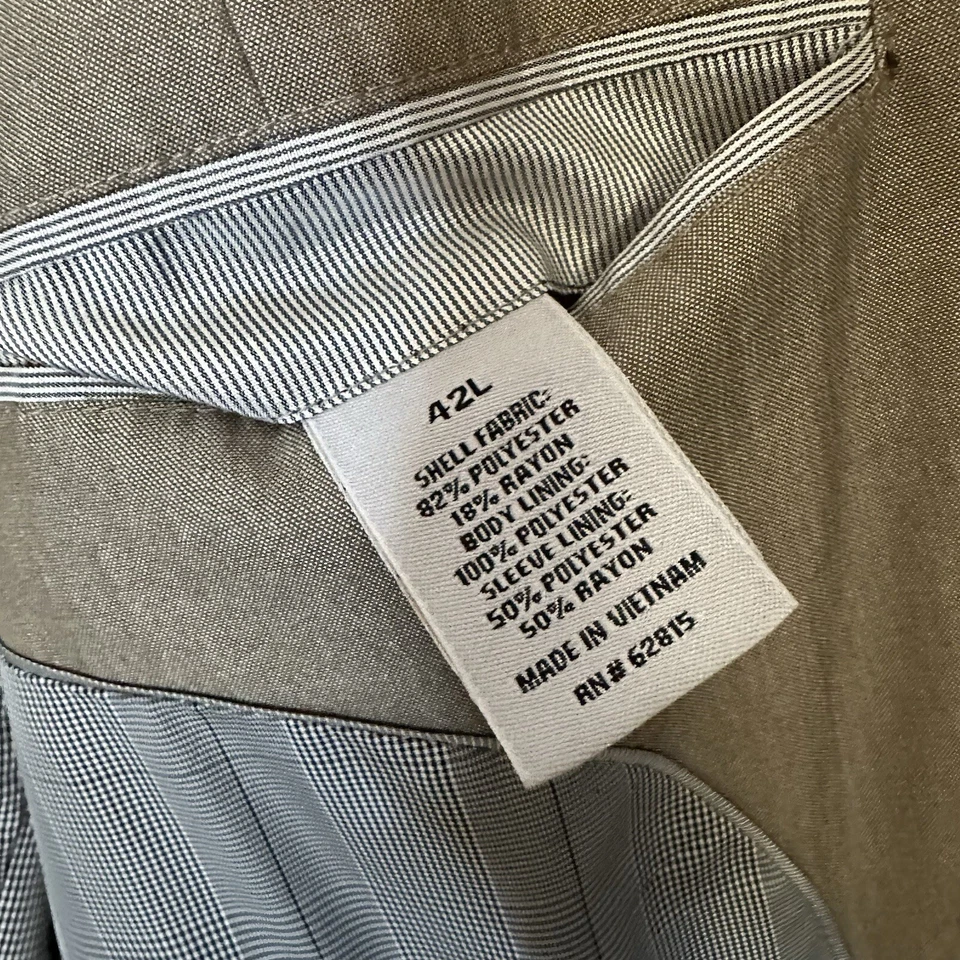 42L
SHELL FABRIC:
82% POLYESTER
18% RAYON
BODY LINING:
100% POLYESTER
SLEEVE LINING:
50% POLYESTER
50% RAYON
MADE IN VIETNAM
RN# 62815